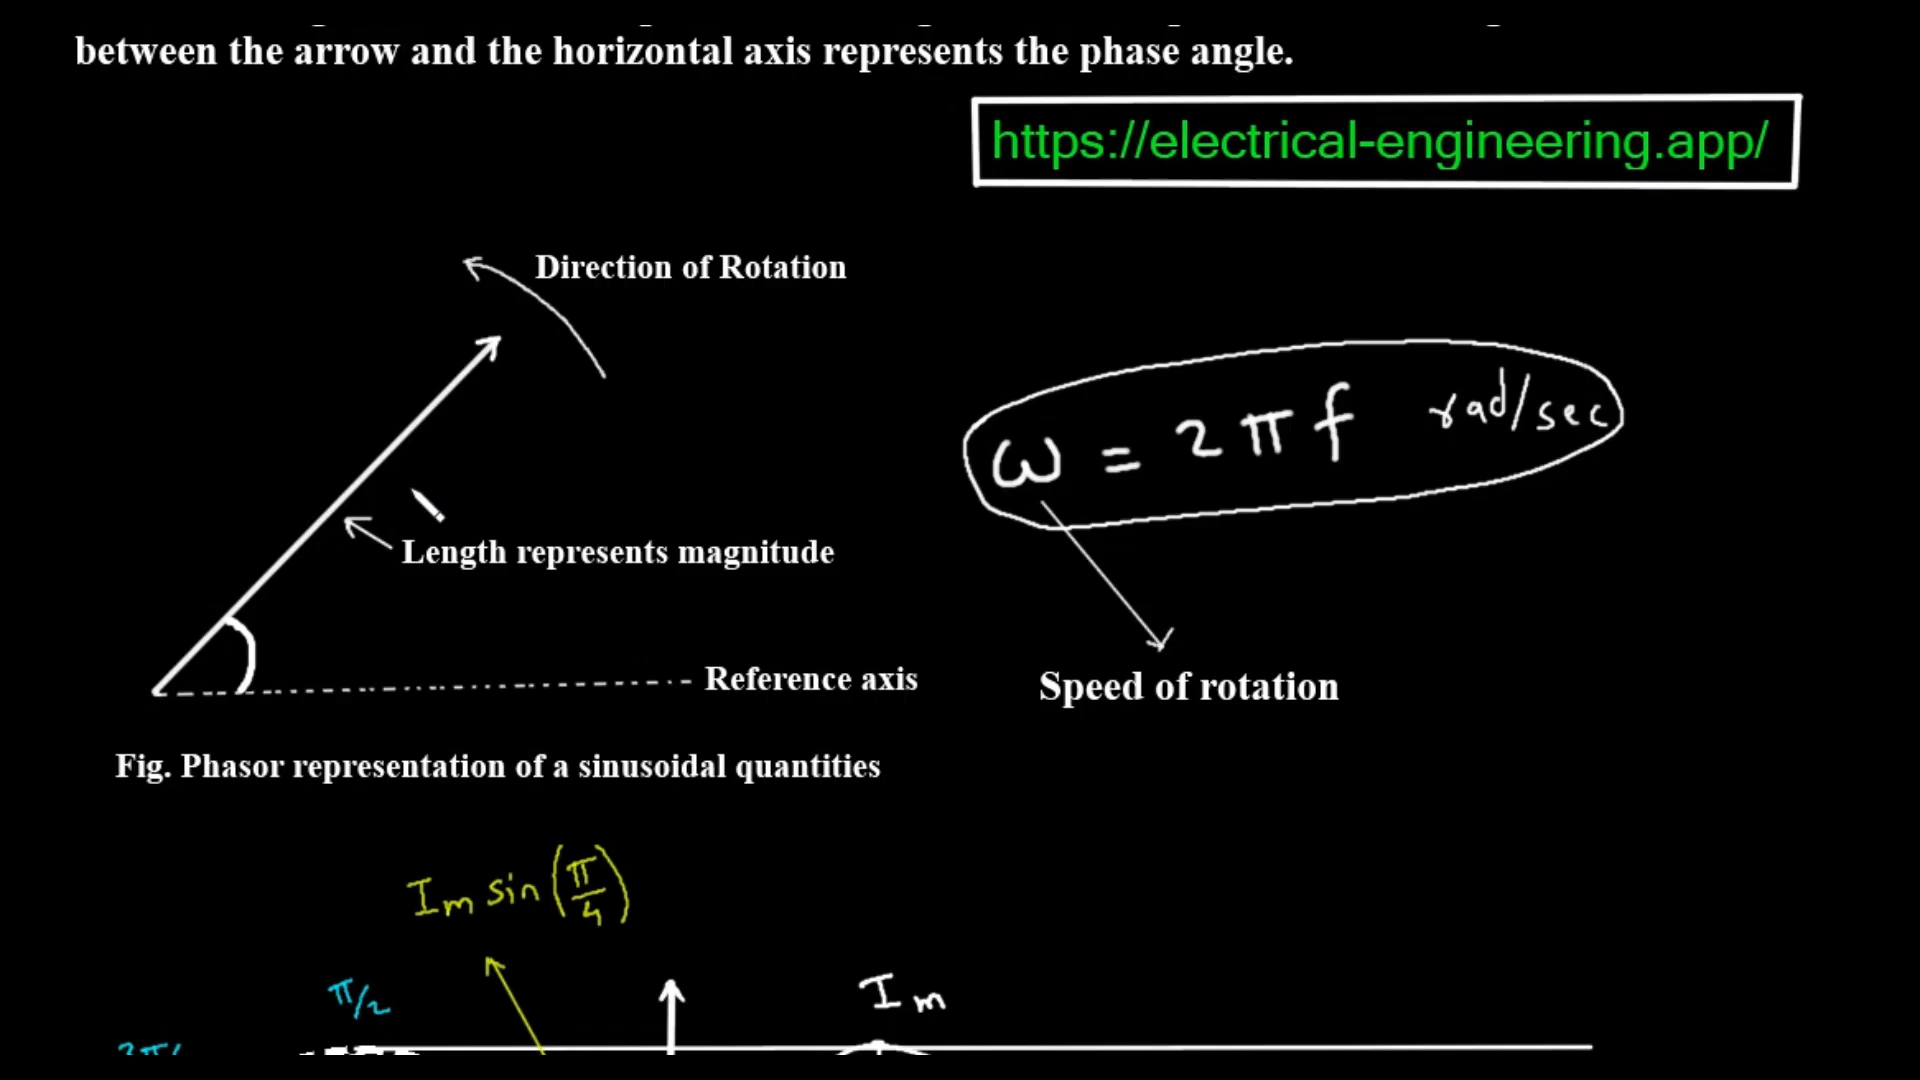 between the arrow and the horizontal axis represents the phase angle.
https://electrical-engineering.app/
Direction of Rotation
ω = 2πf rad/sec
Length represents magnitude
Reference axis
Speed of rotation
Fig. Phasor representation of a sinusoidal quantities
Im sin(π/4)
π/2
Im